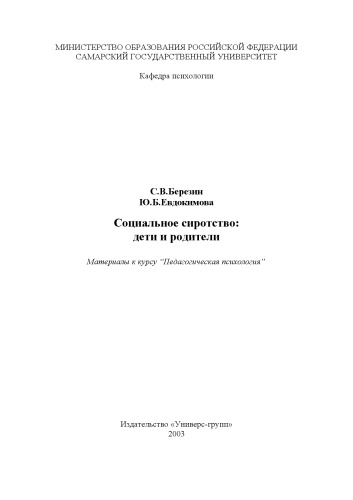 МИНИСТЕРСТВО ОБРАЗОВАНИЯ РОССИЙСКОЙ ФЕДЕРАЦИИ
САМАРСКИЙ ГОСУДАРСТВЕННЫЙ УНИВЕРСИТЕТ
Кафедра психологии
С.В.Березин
Ю.Б.Евдокимова
Социальное сиротство:
дети и родители
Материалы к курсу "Педагогическая психология"
Издательство «Универс-групп»
2003